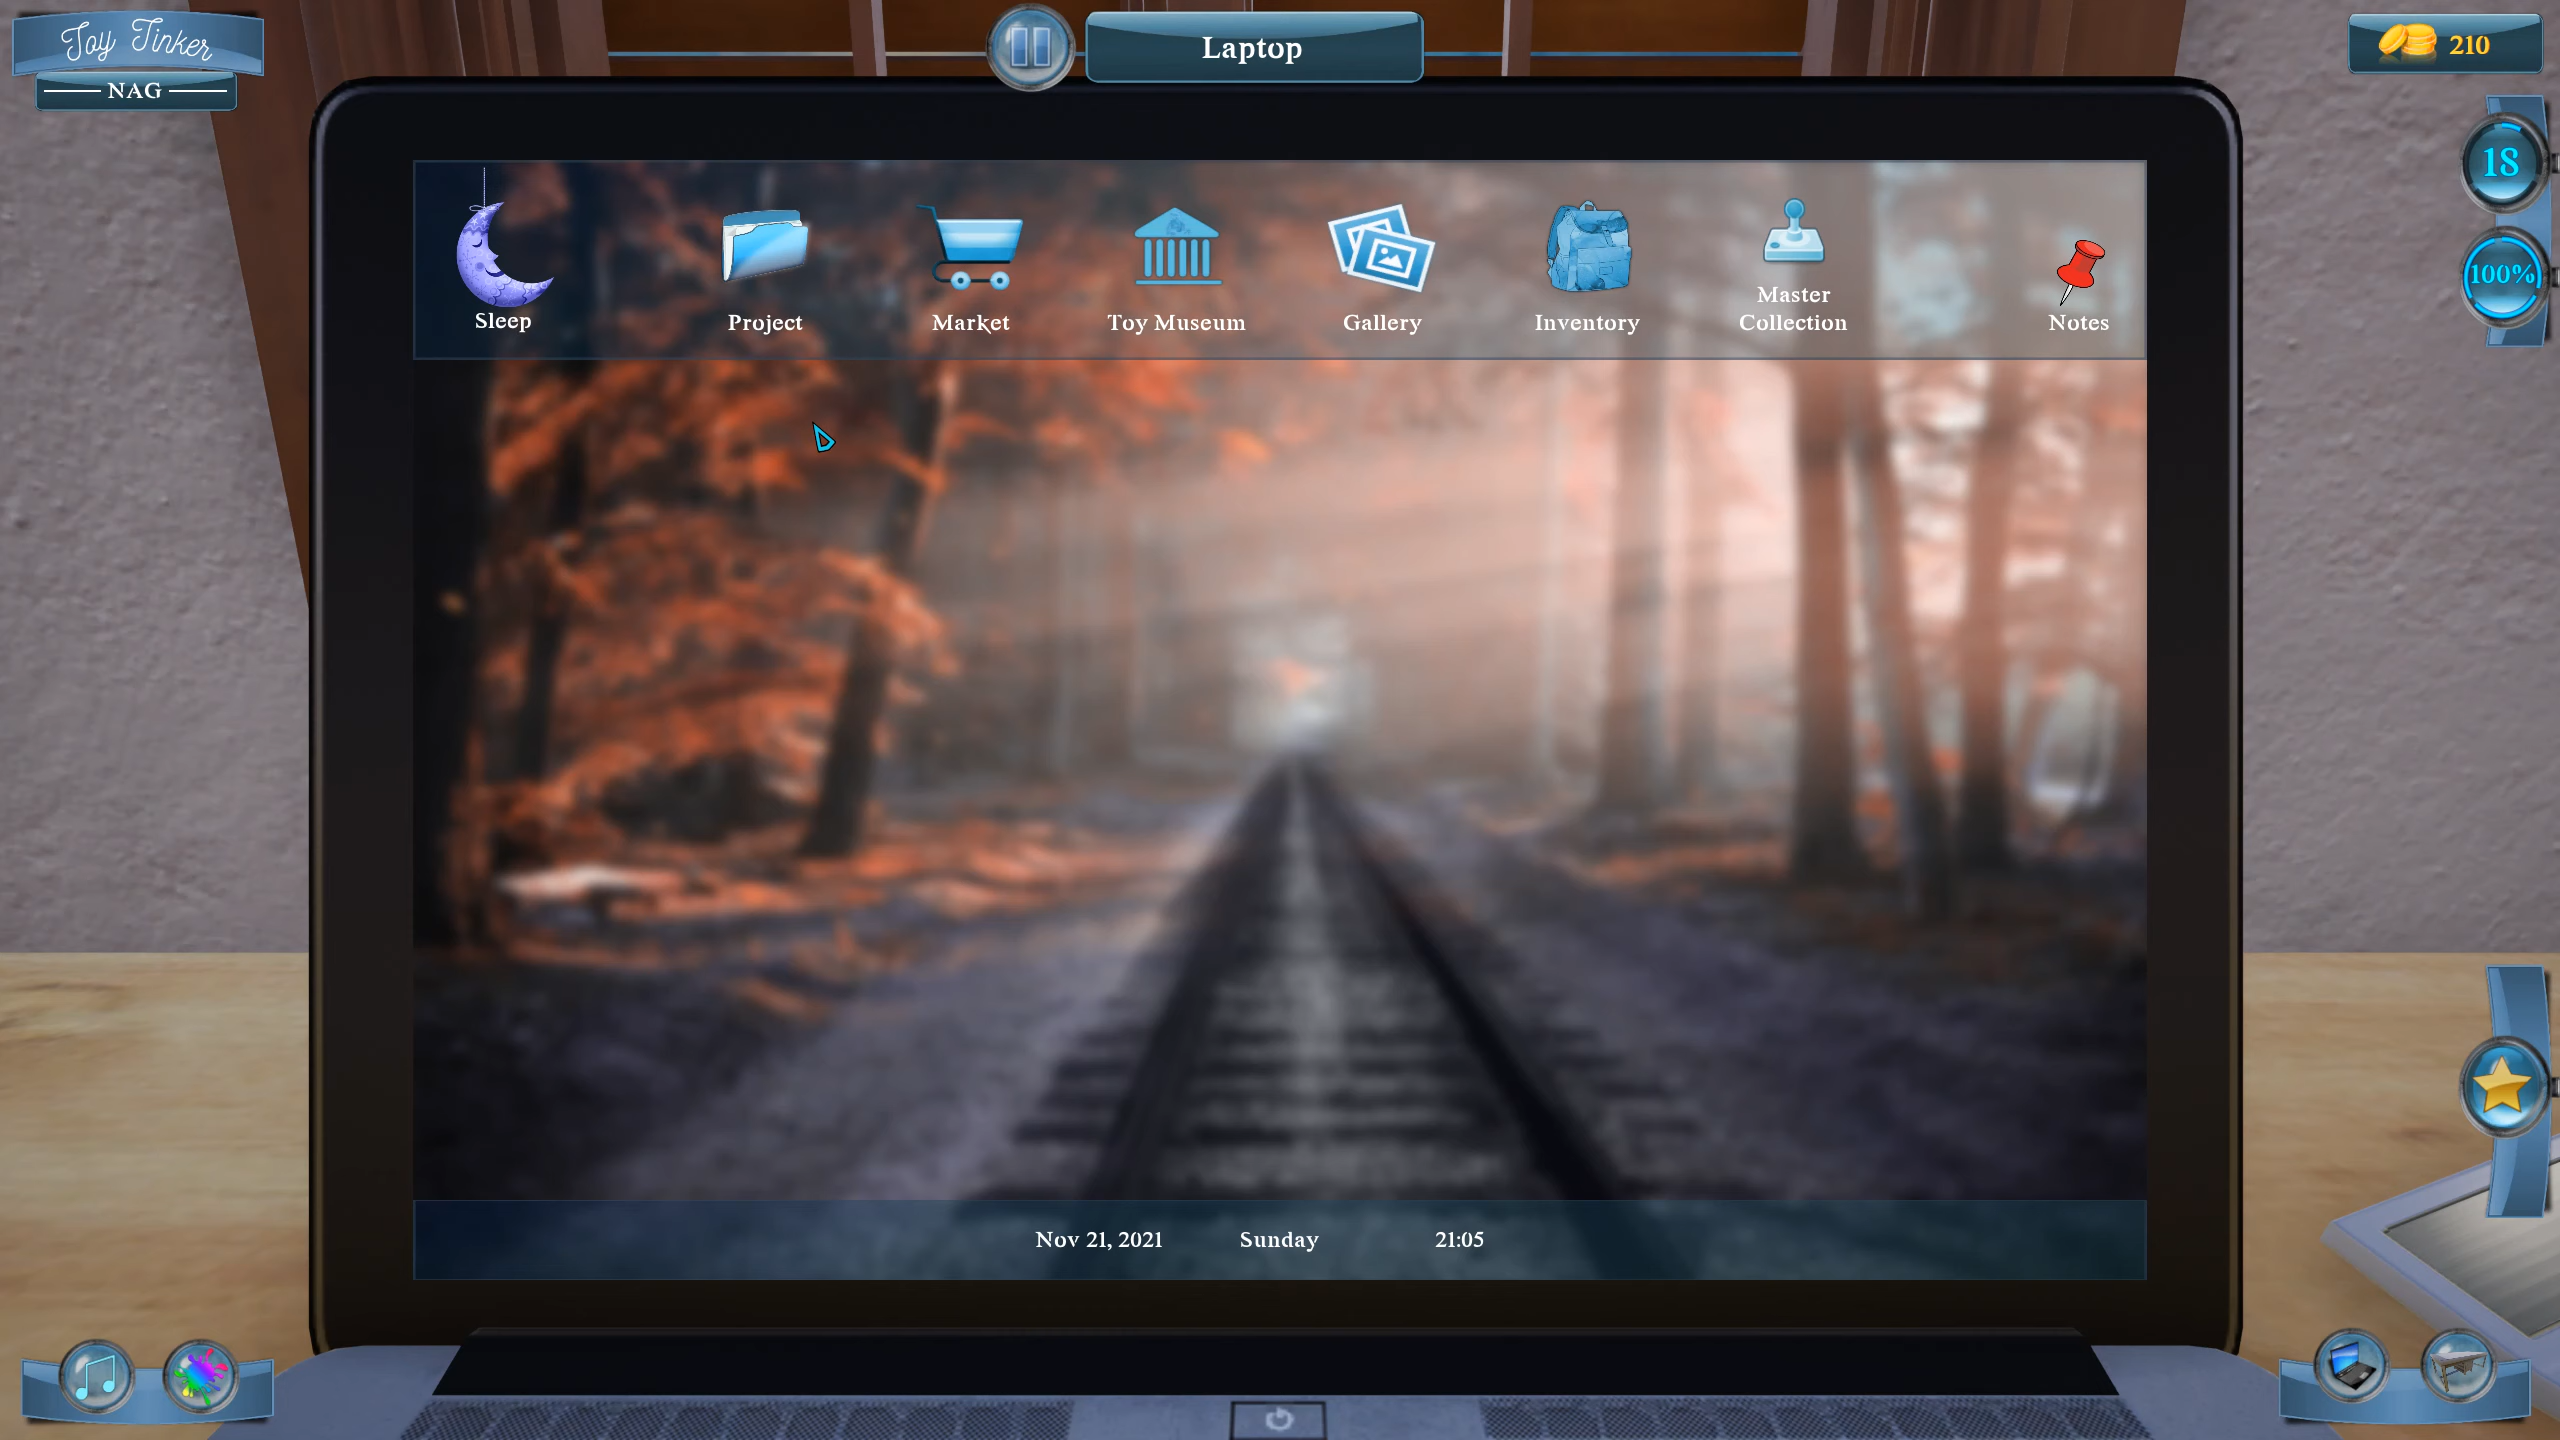 Toy Tinker
NAG
Laptop
210
18
100%
Sleep
Project
Market
Toy Museum
Gallery
Inventory
Master
Collection
Notes
Nov 21, 2021
Sunday
21:05